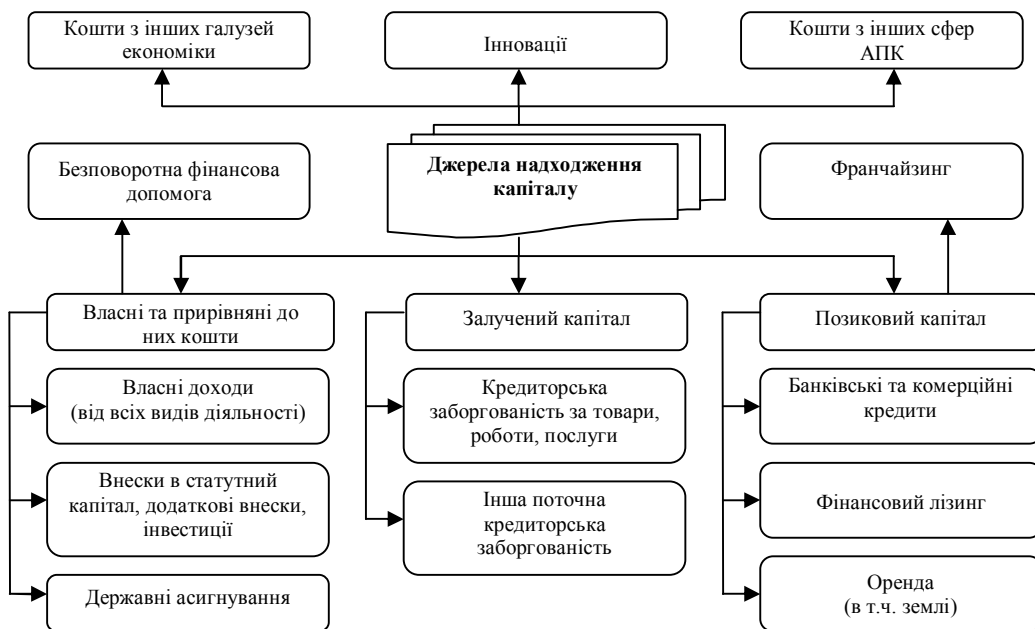 Кошти з інших галузей
економіки
Інновації
Кошти з інших сфер
АПК
Безповоротна фінансова
допомога
Джерела надходження
капіталу
Франчайзинг
Власні та прирівняні до
них кошти
Залучений капітал
Позиковий капітал
Власні доходи
(від всіх видів діяльності)
Кредиторська
заборгованість за товари,
роботи, послуги
Банківські та комерційні
кредити
Внески в статутний
капітал, додаткові внески,
інвестиції
Інша поточна
кредиторська
заборгованість
Фінансовий лізинг
Державні асигнування
Оренда
(в т.ч. землі)